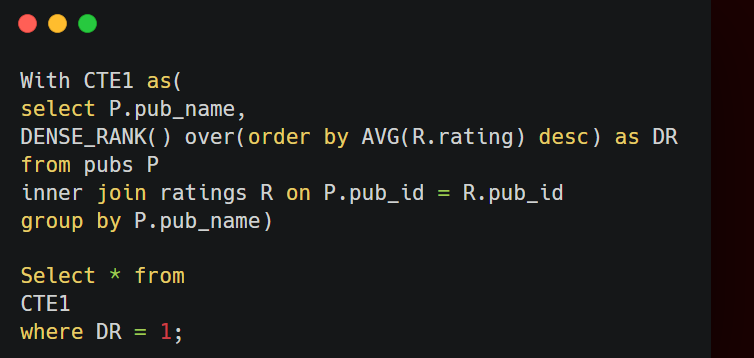 With CTE1 as(
select P.pub_name,
DENSE_RANK() over(order by AVG(R.rating) desc) as DR
from pubs P
inner join ratings R on P.pub_id = R.pub_id
group by P.pub_name)
Select * from
CTE1
where DR = 1;